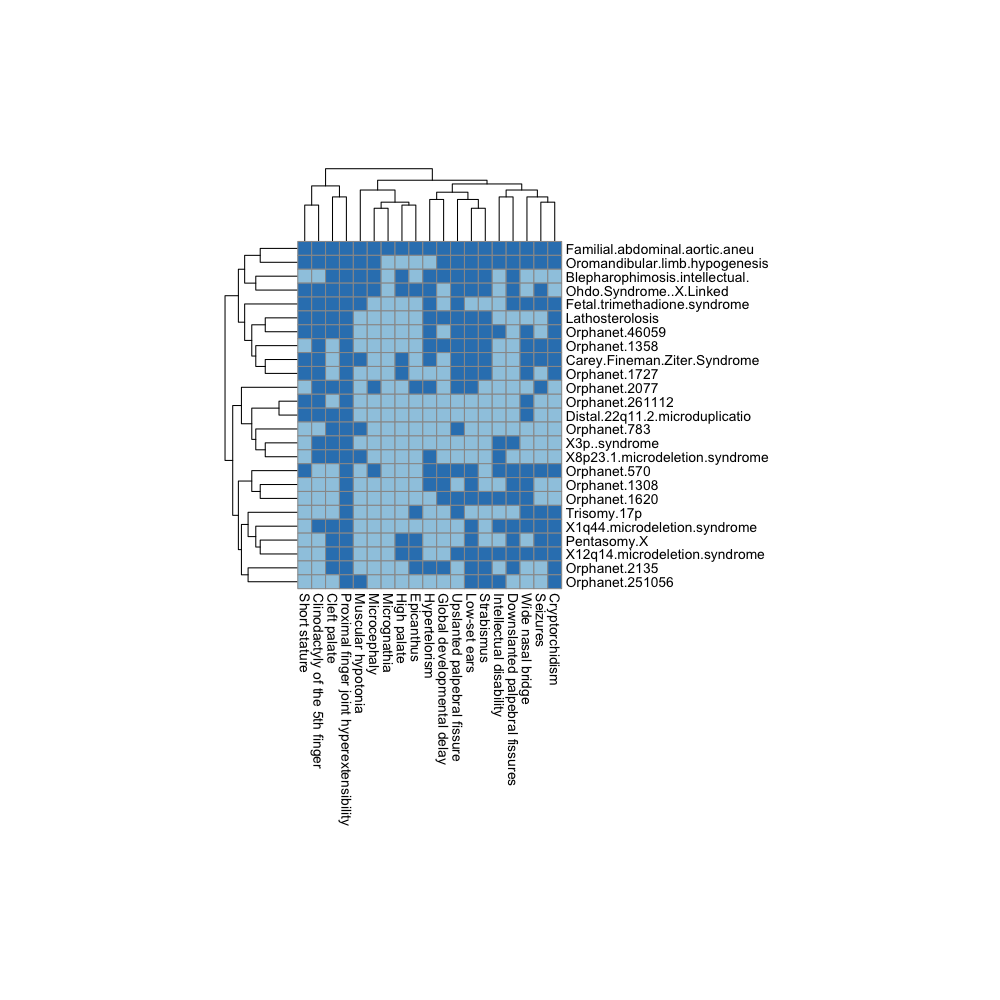 Familial.abdominal.aortic.aneu
Oromandibular.limb.hypogenesis
Blepharophimosis.intellectual.
Ohdo.Syndrome..X.Linked
Fetal.trimethadione.syndrome
Lathosterolosis
Orphanet.46059
Orphanet.1358
Carey.Fineman.Ziter.Syndrome
Orphanet.1727
Orphanet.2077
Orphanet.261112
Distal.22q11.2.microduplicatio
Orphanet.783
X3p..syndrome
X8p23.1.microdeletion.syndrome
Orphanet.570
Orphanet.1308
Orphanet.1620
Trisomy.17p
X1q44.microdeletion.syndrome
Pentasomy.X
X12q14.microdeletion.syndrome
Orphanet.2135
Orphanet.251056
Short stature
Clinodactyly of the 5th finger
Cleft palate
Proximal finger joint hyperextensibility
Muscular hypotonia
Microcephaly
Micrognathia
High palate
Epicanthus
Hypertelorism
Global developmental delay
Upslanted palpebral fissure
Low-set ears
Strabismus
Intellectual disability
Downslanted palpebral fissures
Wide nasal bridge
Seizures
Cryptorchidism